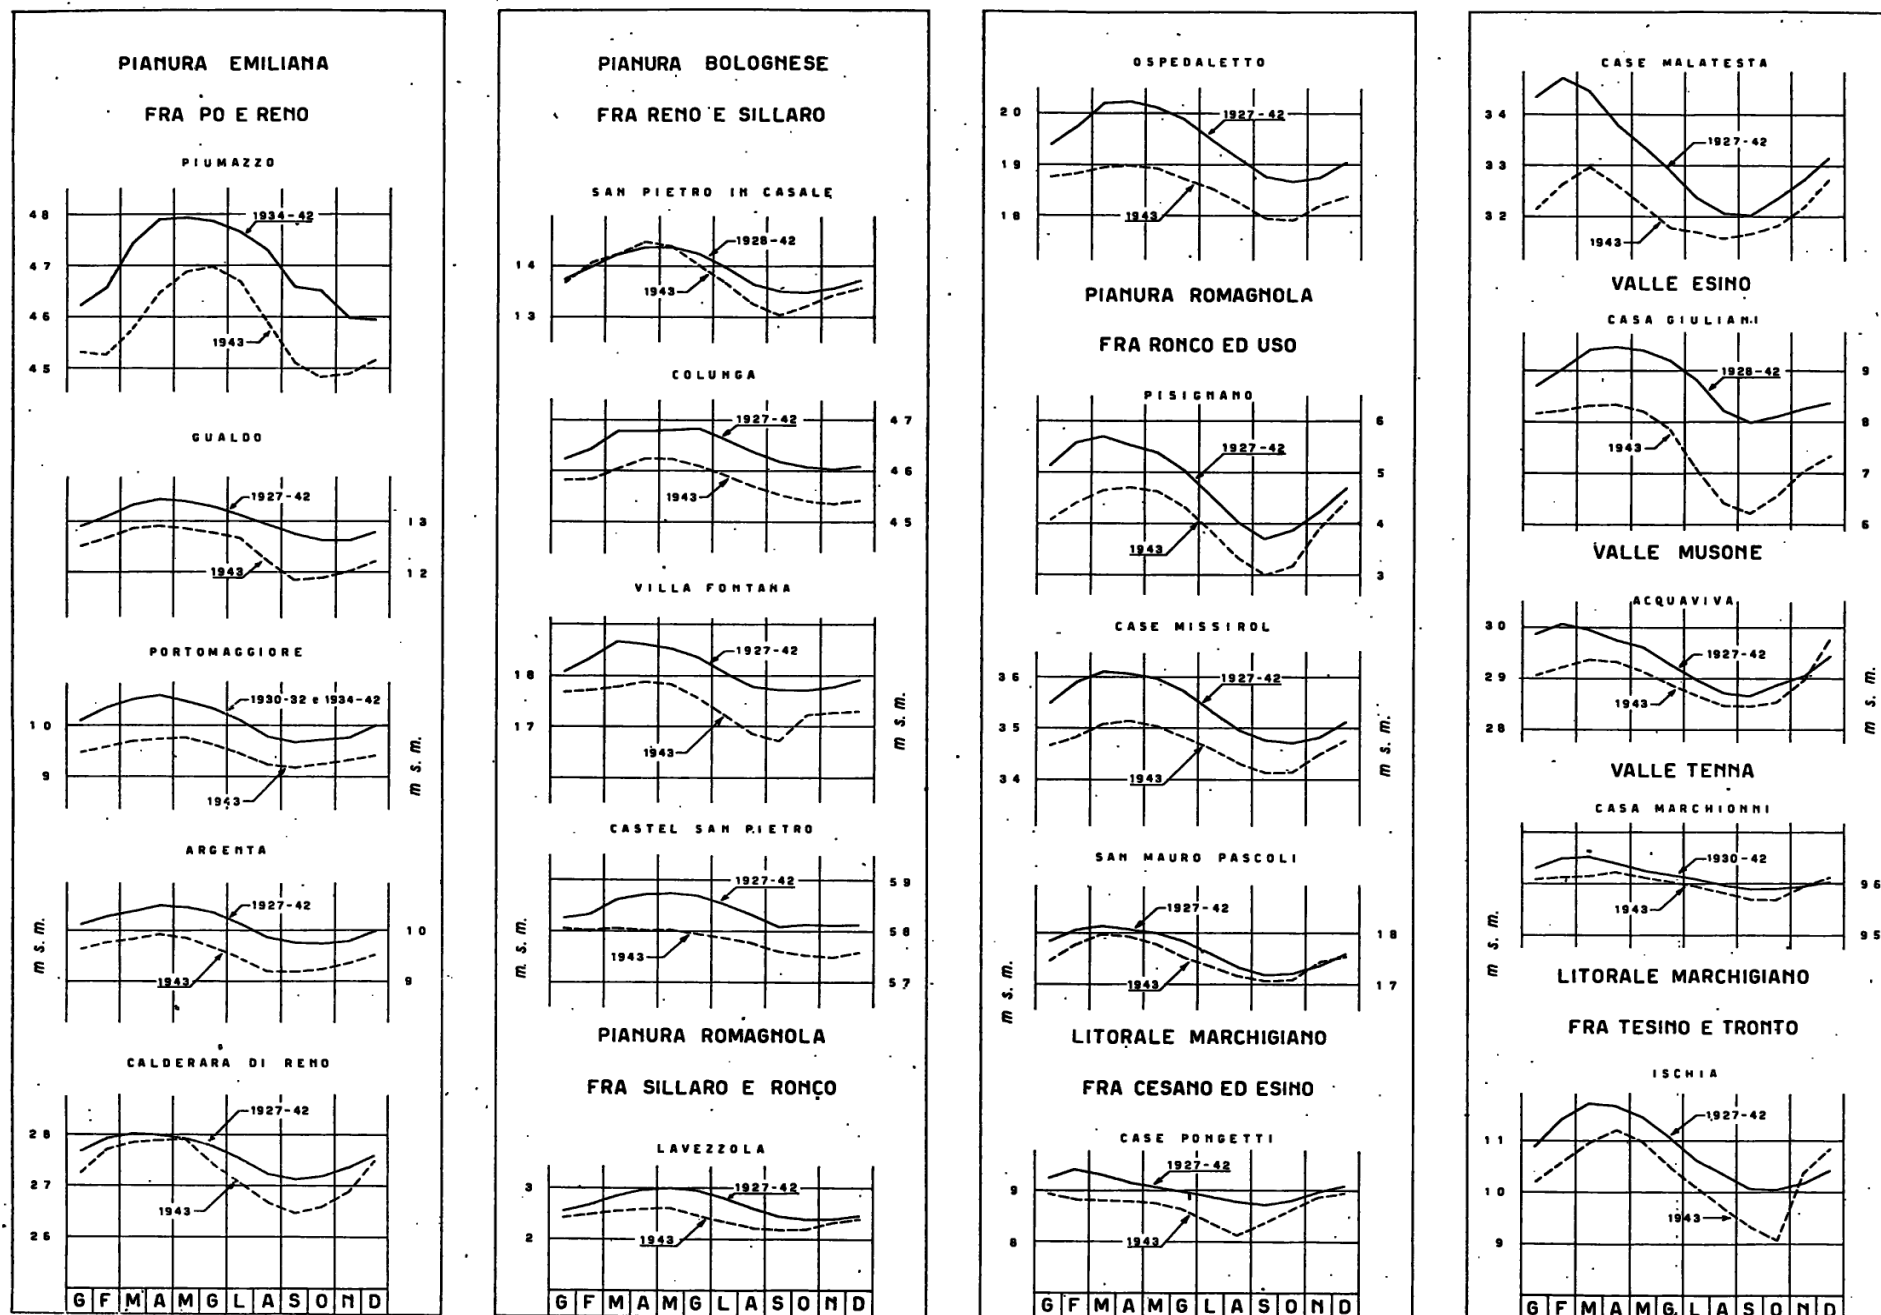 PIANURA EMILIANA
FRA PO E RENO
PIUMAZZO
48
47
46
45
1934-42
1943
GUALDO
13
12
1927-42
1943
PORTOMAGGIORE
10
9
1930-32 e 1934-42
1943
m s. m.
ARGENTA
10
9
1927-42
1943
m s. m.
CALDERARA DI RENO
28
27
26
1927-42
1943
G F M A M G L A S O N D
PIANURA BOLOGNESE
FRA RENO E SILLARO
SAN PIETRO IN CASALE
14
13
1928-42
1943
COLUNGA
47
46
45
1927-42
1943
VILLA FONTANA
18
17
1927-42
1943
m s. m.
CASTEL SAN PIETRO
59
58
57
1927-42
1943
m s. m.
PIANURA ROMAGNOLA
FRA SILLARO E RONCO
LAVEZZOLA
3
2
1927-42
1943
G F M A M G L A S O N D
OSPEDALETTO
20
19
18
1927-42
1943
PIANURA ROMAGNOLA
FRA RONCO ED USO
PISIGNANO
6
5
4
3
1927-42
1943
CASE MISSIROL
36
35
34
1927-42
1943
m s. m.
SAN MAURO PASCOLI
18
17
1927-42
1943
m s. m.
LITORALE MARCHIGIANO
FRA CESANO ED ESINO
CASE PONGETTI
9
8
1927-42
1943
G F M A M G L A S O N D
CASE MALATESTA
34
33
32
1927-42
1943
VALLE ESINO
CASA GIULIANI
9
8
7
6
1928-42
1943
VALLE MUSONE
ACQUAVIVA
30
29
28
1927-42
1943
m s. m.
VALLE TENNA
CASA MARCHIONNI
96
95
1930-42
1943
m s. m.
LITORALE MARCHIGIANO
FRA TESINO E TRONTO
ISCHIA
11
10
9
1927-42
1943
G F M A M G L A S O N D